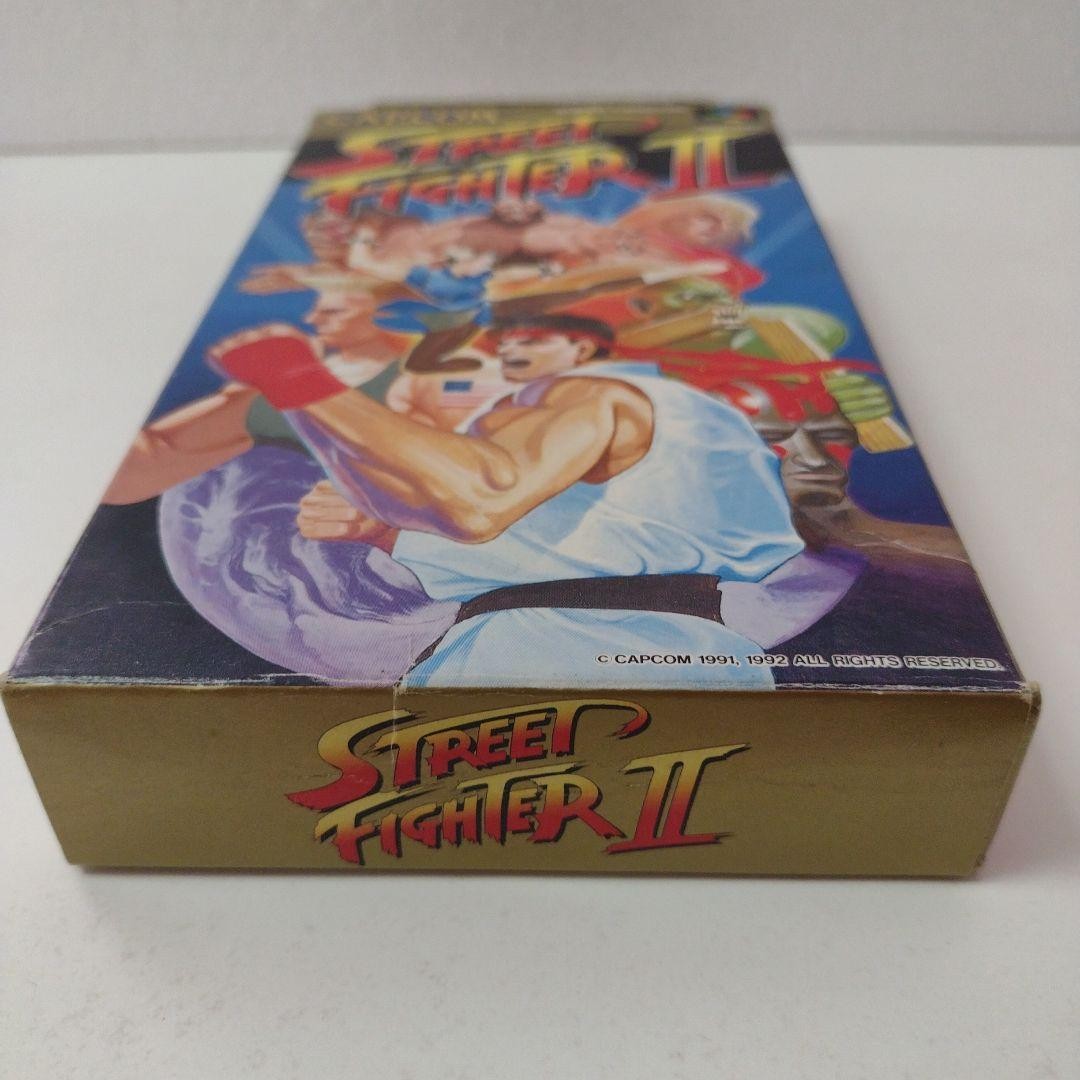 CAPCOM
STREET
FIGHTER II
© CAPCOM 1991, 1992 ALL RIGHTS RESERVED.
STREET
FIGHTER II